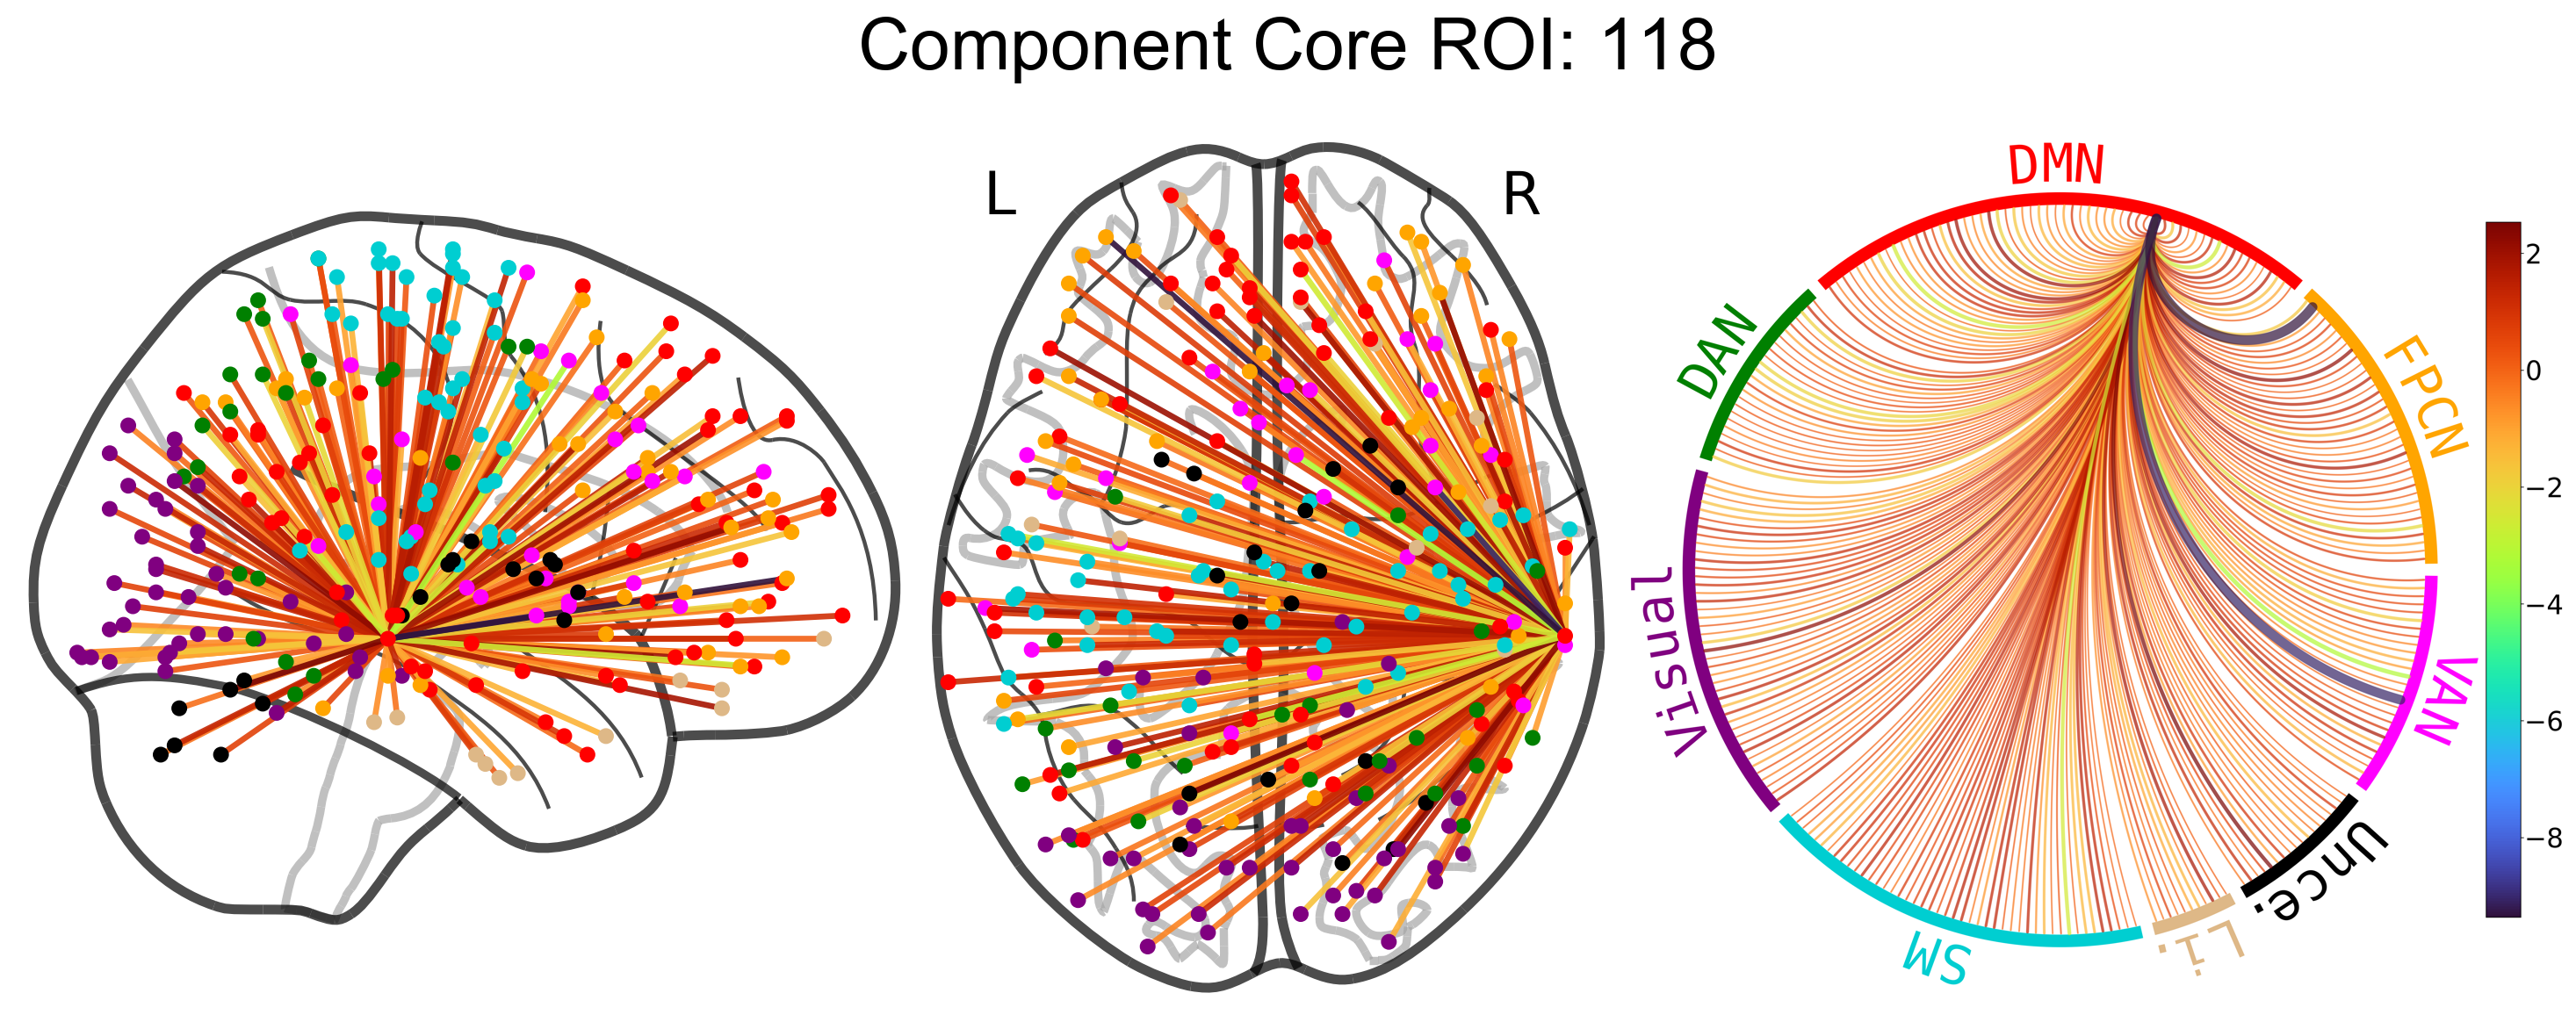 Component Core ROI: 118
L
R
DMN
DAN
FPCN
Visual
VAN
SM
Li.
Unce.
2
0
−2
−4
−6
−8